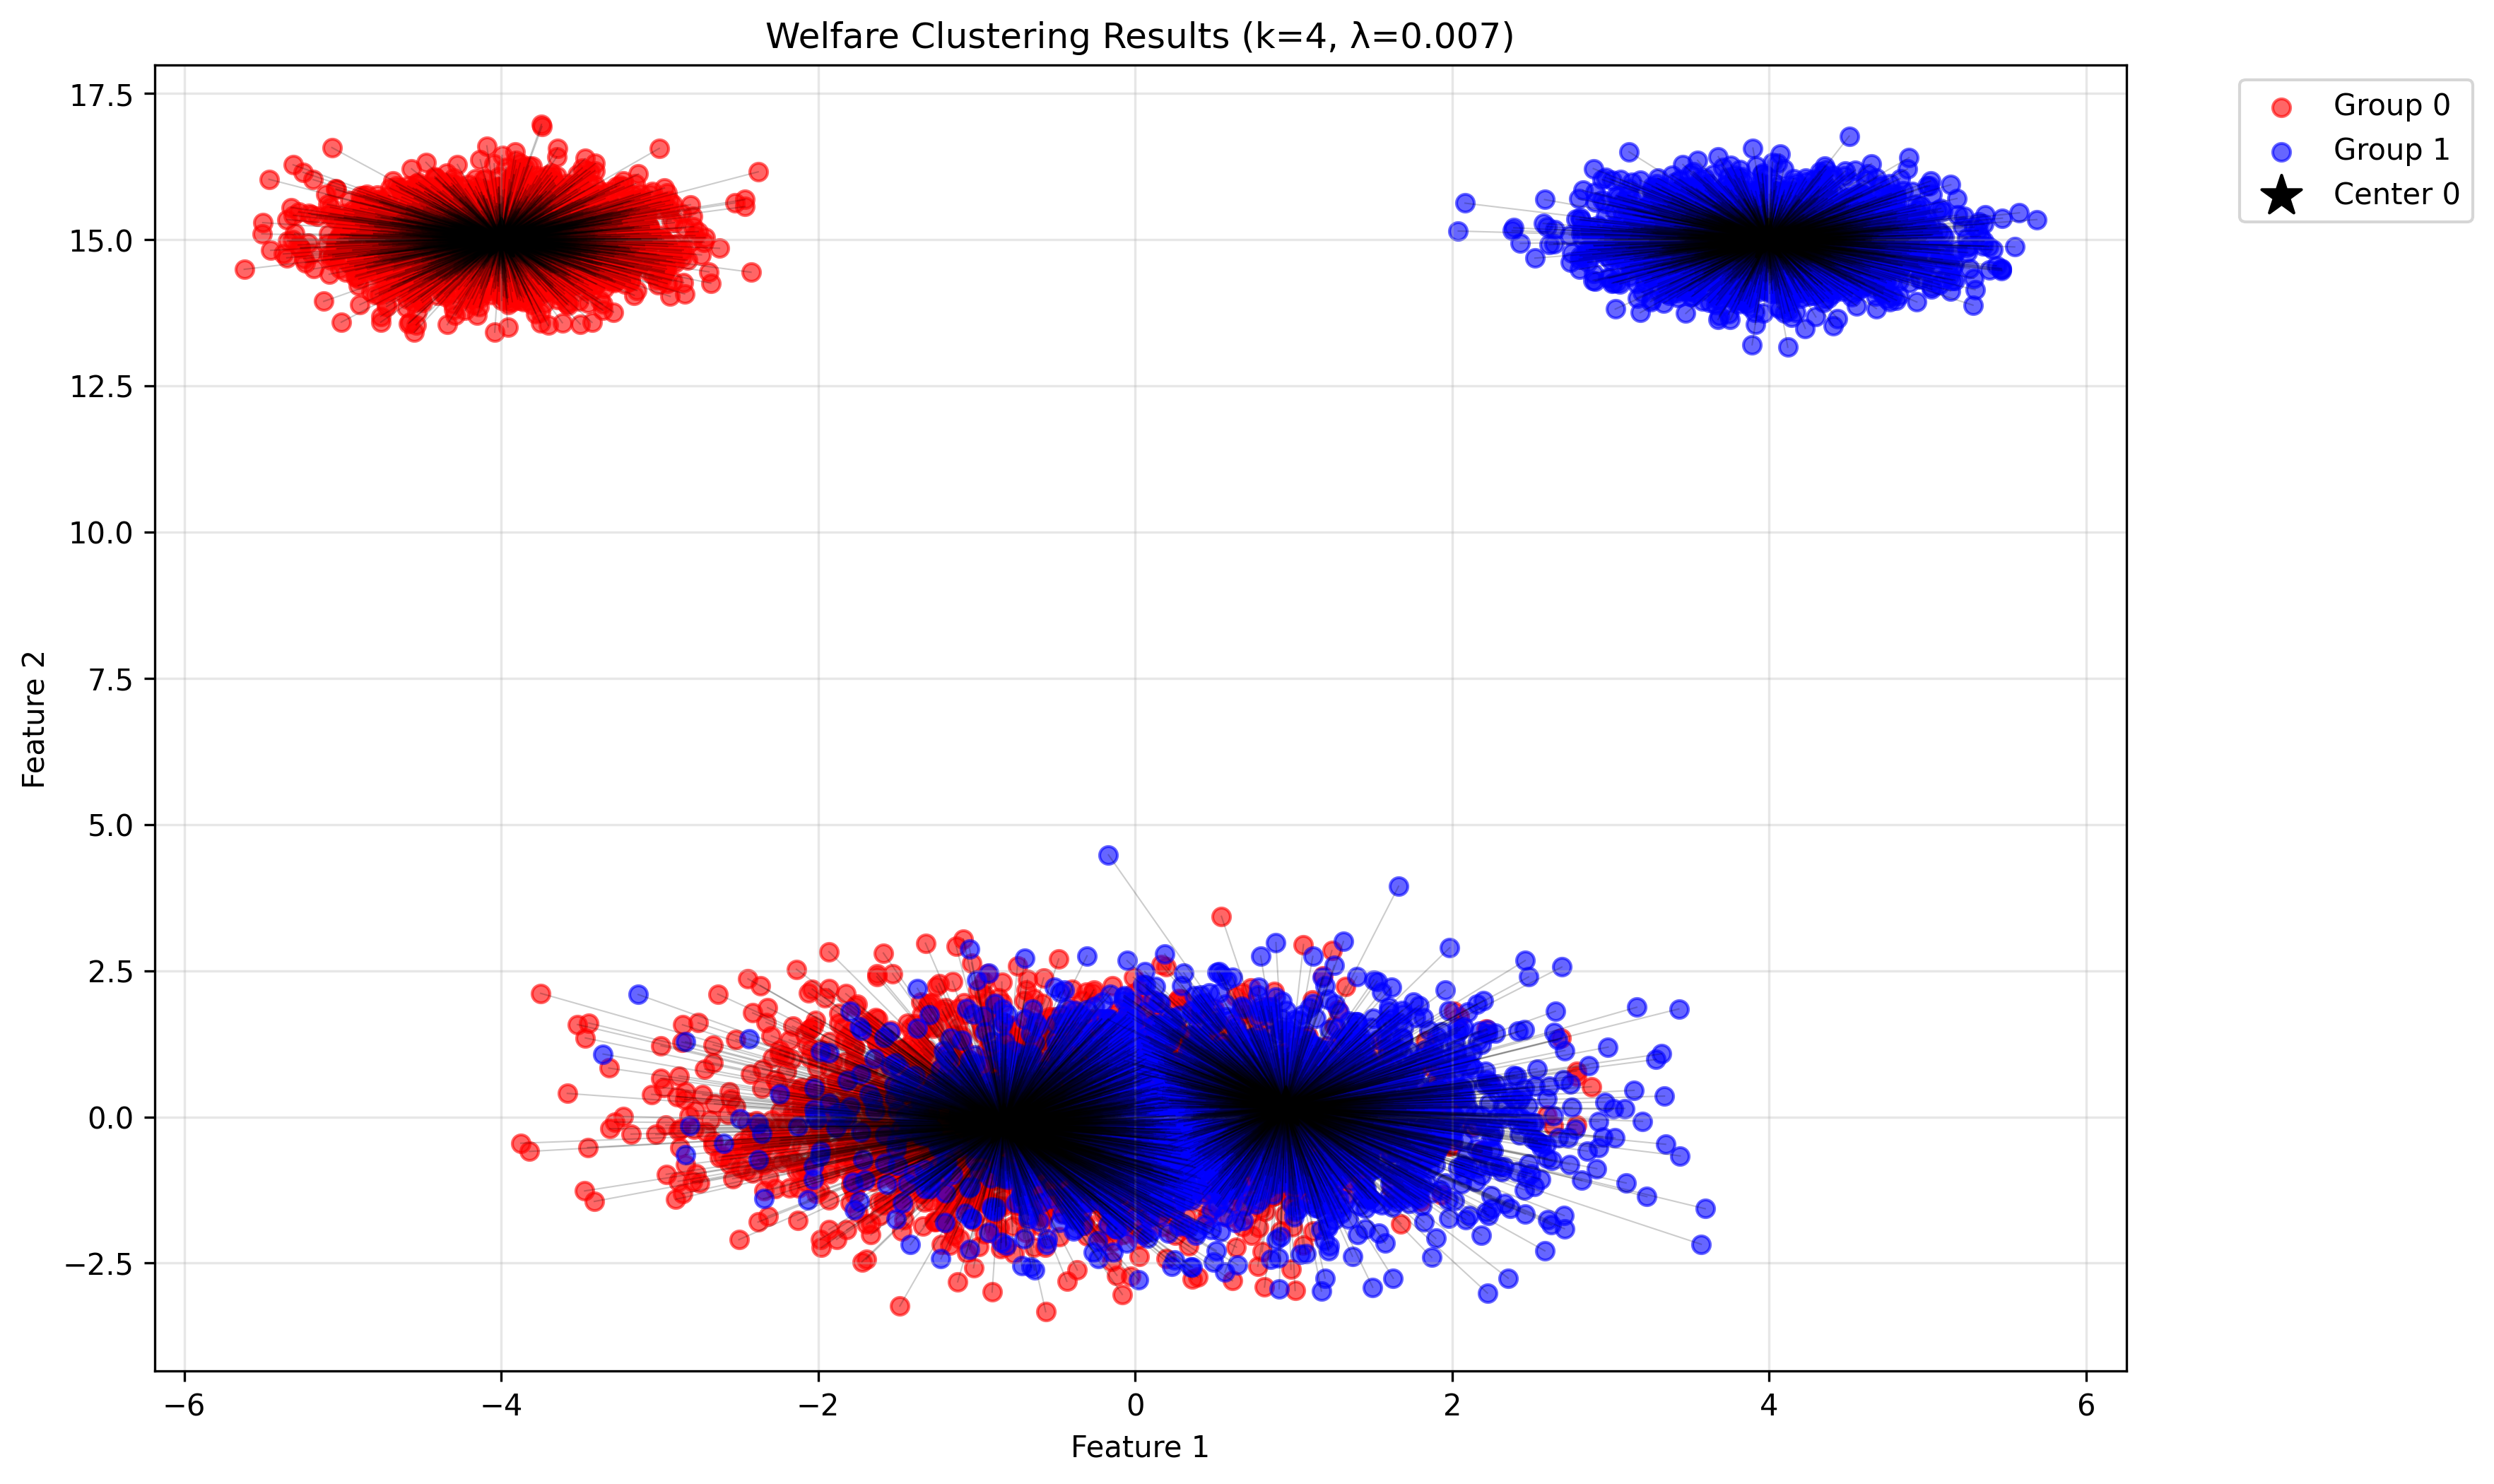 Welfare Clustering Results (k=4, λ=0.007)
Group 0
Group 1
Center 0
17.5
15.0
12.5
10.0
7.5
5.0
2.5
0.0
−2.5
Feature 2
−6
−4
−2
0
2
4
6
Feature 1